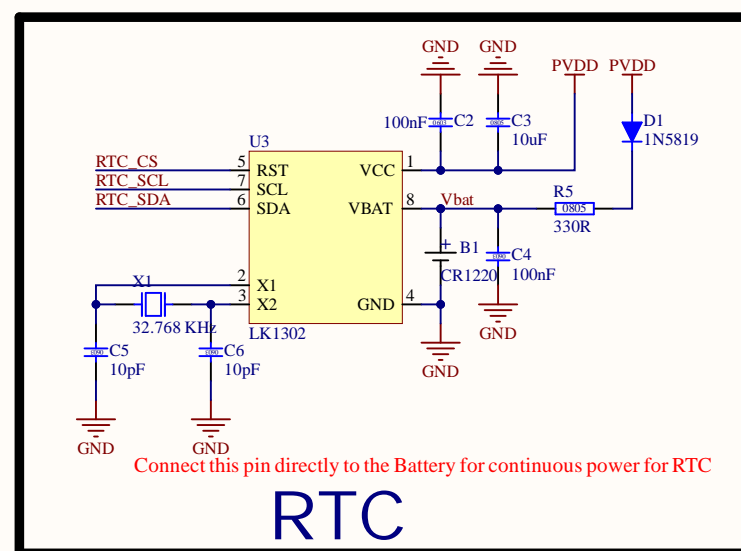 GND GND
PVDD PVDD
100nF 0603 C2 0805 C3 D1
10uF 1N5819
U3
RTC_CS 5 RST VCC 1
RTC_SCL 7 SCL
RTC_SDA 6 SDA VBAT 8 Vbat R5
0805
330R
+ B1 C4
CR1220 100nF
2 X1
X1 3 X2 GND 4
32.768 KHz LK1302
GND
C5 C6
10pF 10pF
GND
GND GND
Connect this pin directly to the Battery for continuous power for RTC
RTC